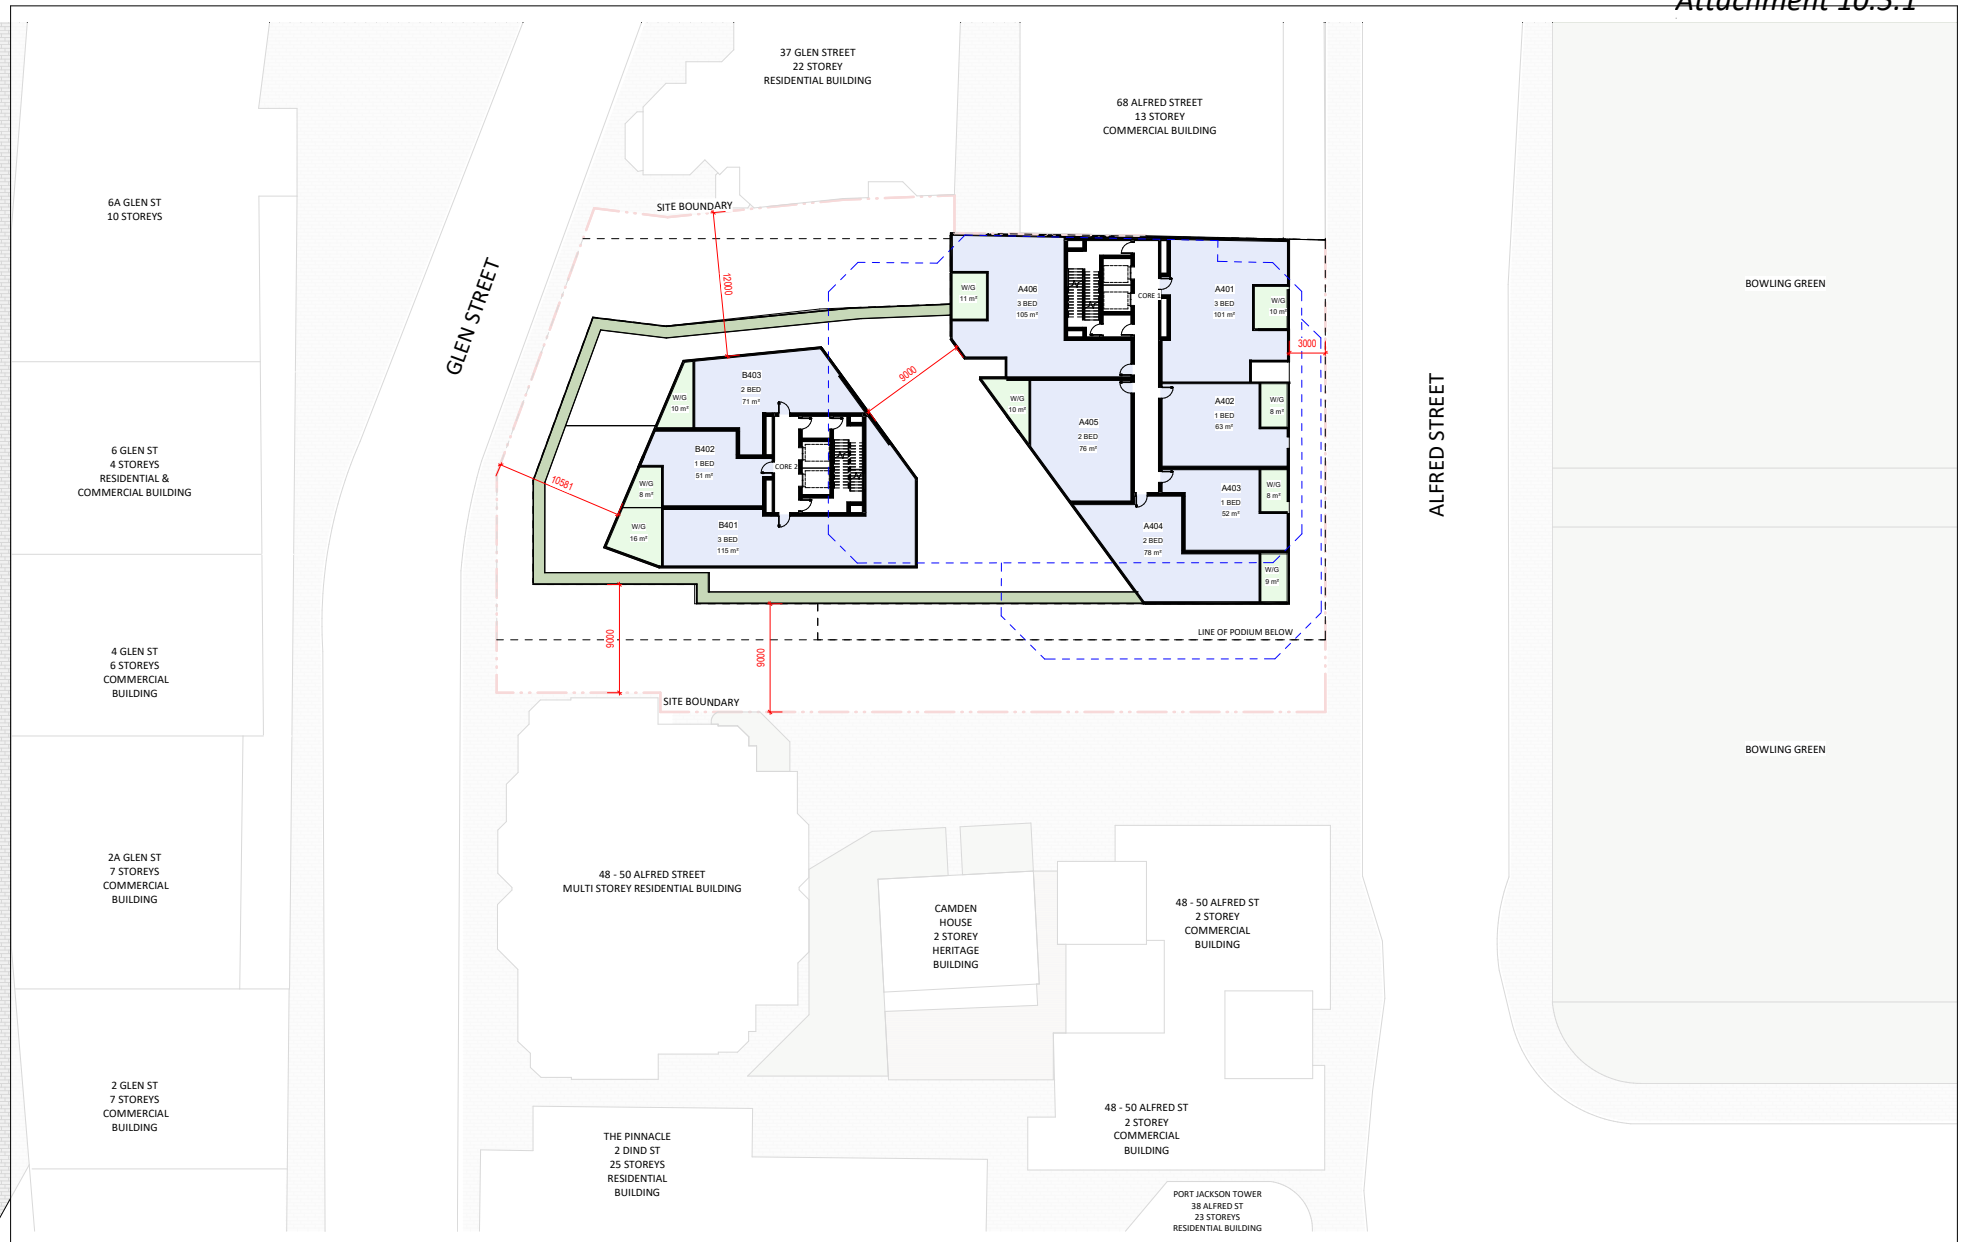 Attachment 10.3.1
37 GLEN STREET
22 STOREY
RESIDENTIAL BUILDING
68 ALFRED STREET
13 STOREY
COMMERCIAL BUILDING
6A GLEN ST
10 STOREYS
SITE BOUNDARY
GLEN STREET
12000
W/G
11 m²
A406
3 BED
105 m²
CORE 1
A401
3 BED
101 m²
W/G
10 m²
3000
BOWLING GREEN
9000
B403
2 BED
71 m²
W/G
10 m²
W/G
10 m²
A405
2 BED
76 m²
A402
1 BED
63 m²
W/G
8 m²
ALFRED STREET
6 GLEN ST
4 STOREYS
RESIDENTIAL &
COMMERCIAL BUILDING
10581
B402
1 BED
51 m²
W/G
8 m²
CORE 2
W/G
16 m²
B401
3 BED
115 m²
A403
1 BED
52 m²
W/G
8 m²
A404
2 BED
78 m²
W/G
9 m²
4 GLEN ST
6 STOREYS
COMMERCIAL
BUILDING
9000
9000
LINE OF PODIUM BELOW
SITE BOUNDARY
BOWLING GREEN
2A GLEN ST
7 STOREYS
COMMERCIAL
BUILDING
48 - 50 ALFRED STREET
MULTI STOREY RESIDENTIAL BUILDING
CAMDEN
HOUSE
2 STOREY
HERITAGE
BUILDING
48 - 50 ALFRED ST
2 STOREY
COMMERCIAL
BUILDING
2 GLEN ST
7 STOREYS
COMMERCIAL
BUILDING
THE PINNACLE
2 DIND ST
25 STOREYS
RESIDENTIAL
BUILDING
48 - 50 ALFRED ST
2 STOREY
COMMERCIAL
BUILDING
PORT JACKSON TOWER
38 ALFRED ST
23 STOREYS
RESIDENTIAL BUILDING